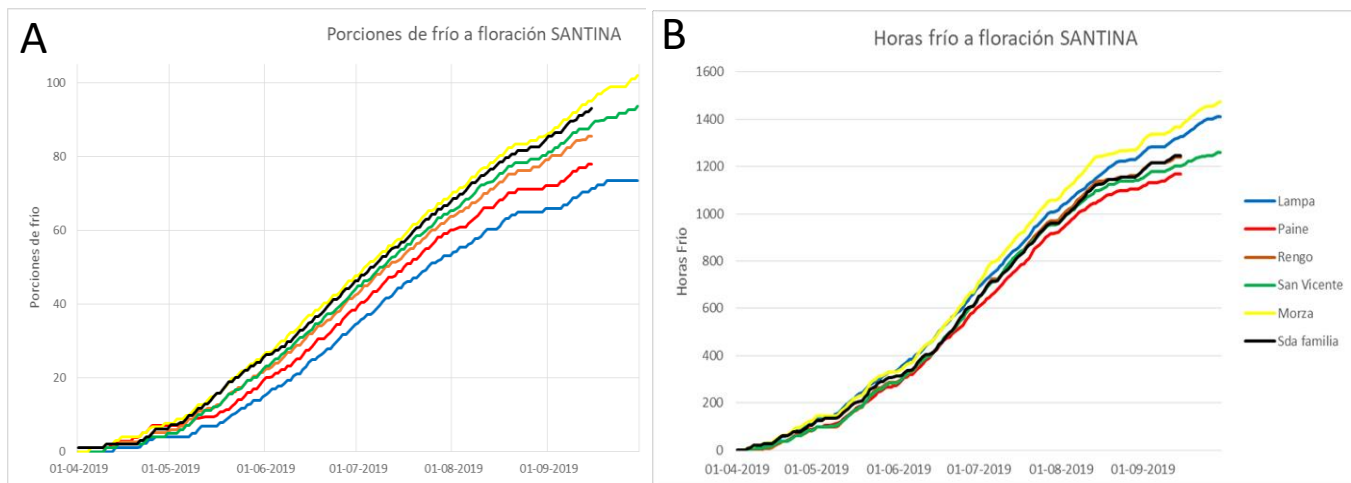 A
Porciones de frío a floración SANTINA
Porciones de frío
100
80
60
40
20
0
01-04-2019 01-05-2019 01-06-2019 01-07-2019 01-08-2019 01-09-2019
B
Horas frío a floración SANTINA
Horas Frío
1600
1400
1200
1000
800
600
400
200
0
01-04-2019 01-05-2019 01-06-2019 01-07-2019 01-08-2019 01-09-2019
Lampa
Paine
Rengo
San Vicente
Morza
Sda familia